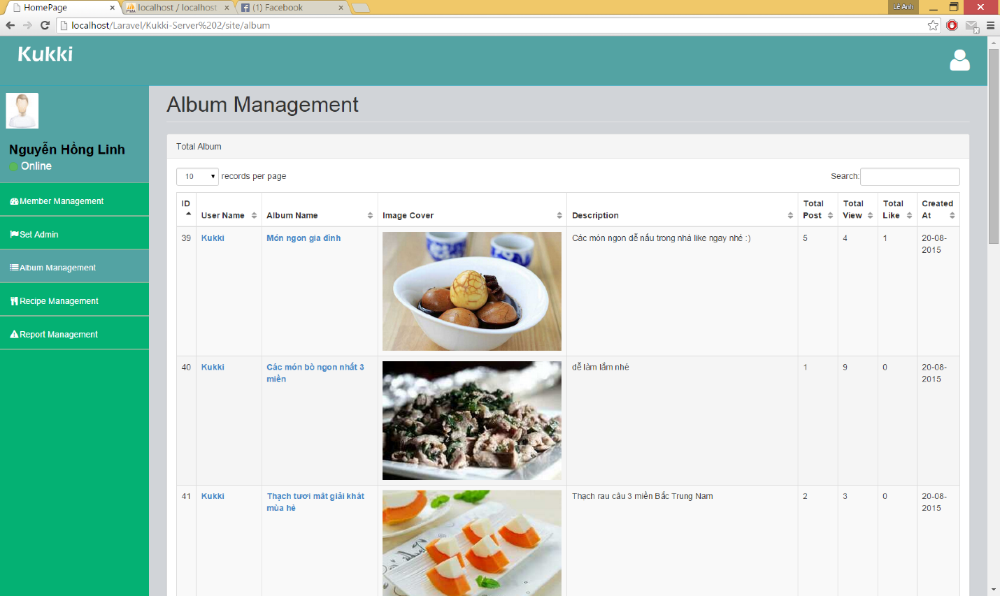 HomePage
localhost / localhost
(1) Facebook
Lê Anh
localhost/Laravel/Kukki-Server%202/site/album
Kukki
Nguyễn Hồng Linh
Online
Member Management
Set Admin
Album Management
Recipe Management
Report Management
Album Management
Total Album
10 records per page
Search:
ID User Name Album Name Image Cover Description Total Post Total View Total Like Created At
39 Kukki Món ngon gia đình Các món ngon dễ nấu trong nhà like ngay nhé :) 5 4 1 20-08-
2015
40 Kukki Các món bò ngon nhất 3 dễ làm lắm nhé 1 9 0 20-08-
miền 2015
41 Kukki Thạch tươi mát giải khát Thạch rau câu 3 miền Bắc Trung Nam 2 3 0 20-08-
mùa hè 2015